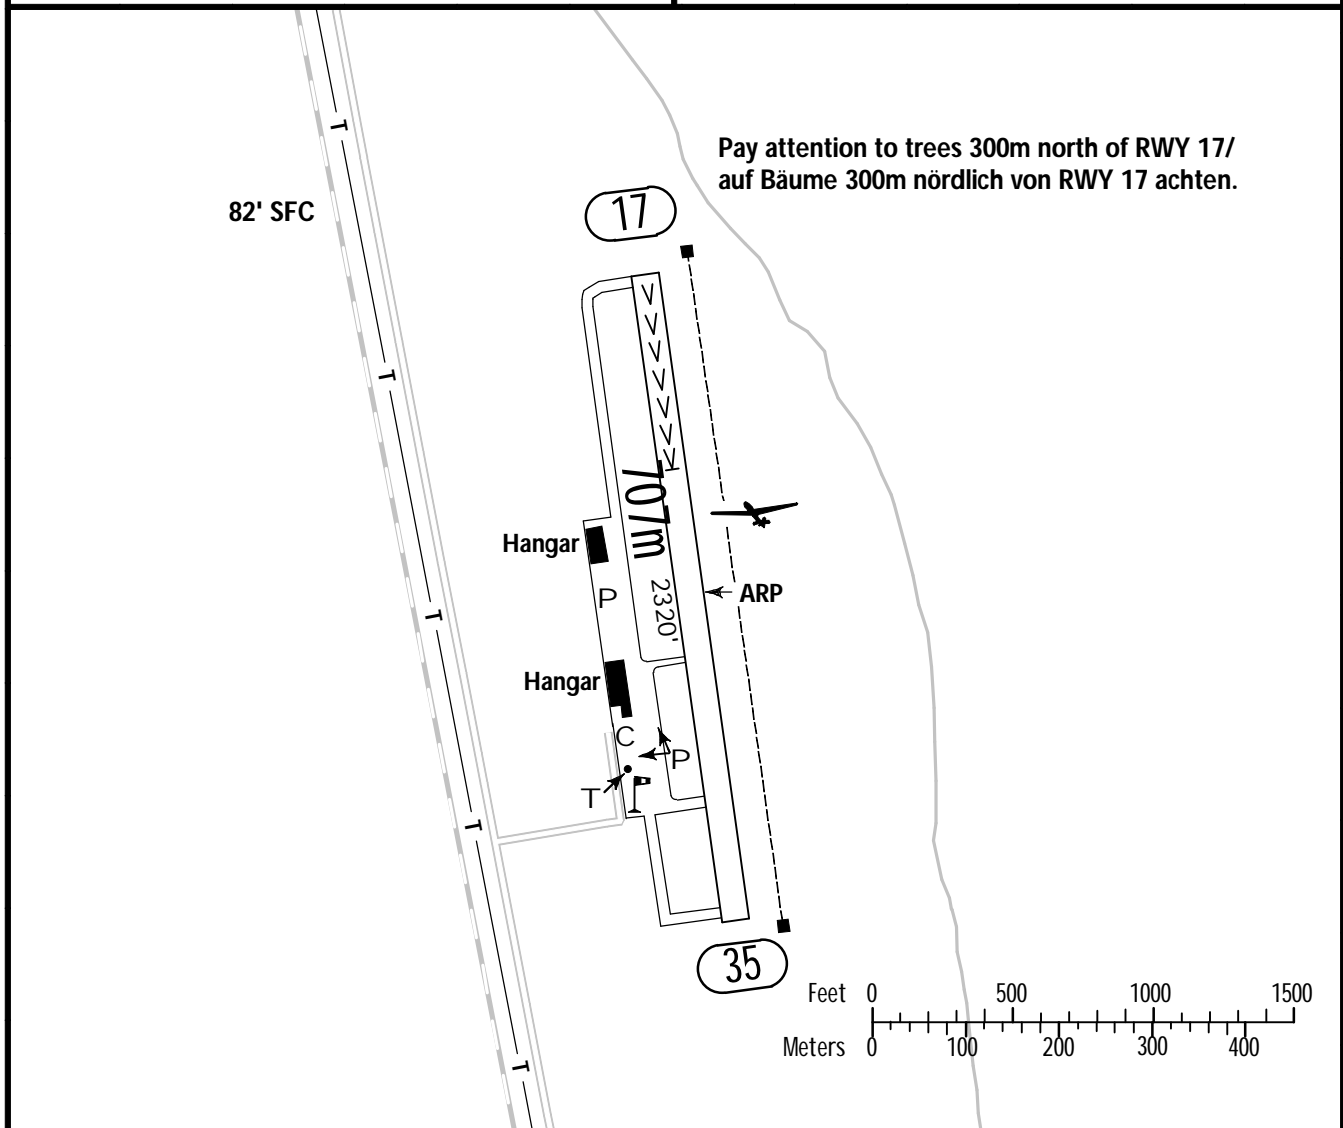 Pay attention to trees 300m north of RWY 17/
auf Bäume 300m nördlich von RWY 17 achten.
T
82' SFC
17
T
707m
Hangar
ARP
P
2320'
T
Hangar
C
P
T
T
35
Feet 0 500 1000 1500
Meters 0 100 200 300 400
T